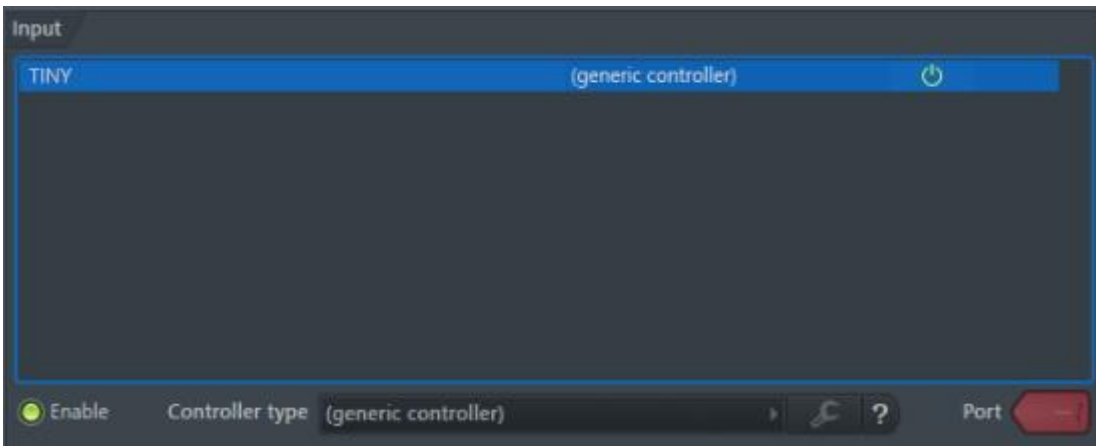 Input
TINY (generic controller)
Enable Controller type (generic controller) ? Port